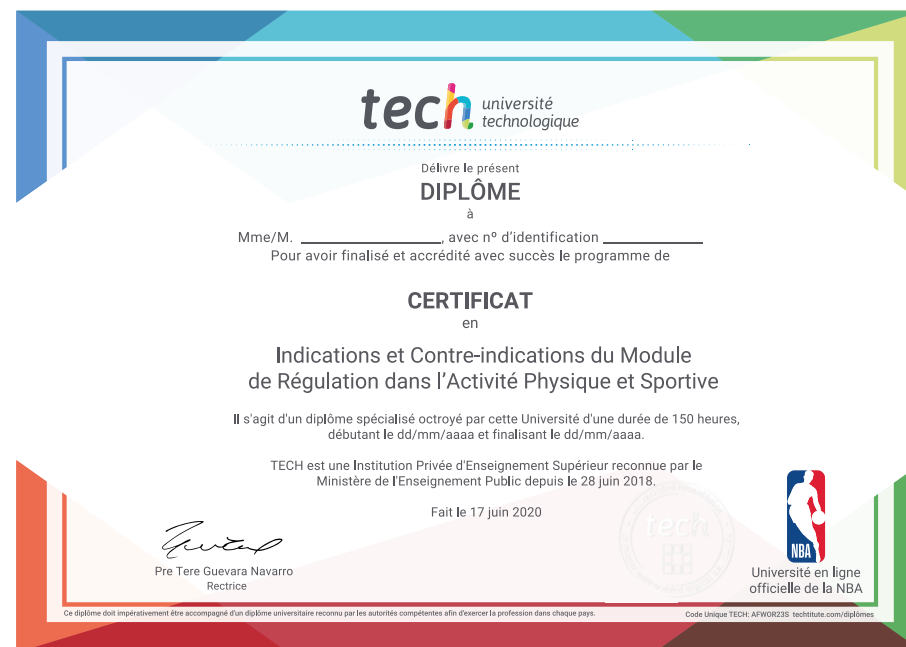 tech université
technologique
Délivre le présent
DIPLÔME
à
Mme/M. ____________________, avec nº d'identification ______________
Pour avoir finalisé et accrédité avec succès le programme de
CERTIFICAT
en
Indications et Contre-indications du Module
de Régulation dans l'Activité Physique et Sportive
Il s'agit d'un diplôme spécialisé octroyé par cette Université d'une durée de 150 heures,
débutant le dd/mm/aaaa et finalisant le dd/mm/aaaa.
TECH est une Institution Privée d'Enseignement Supérieur reconnue par le
Ministère de l'Enseignement Public depuis le 28 juin 2018.
Fait le 17 juin 2020
tech
Pre Tere Guevara Navarro
Rectrice
NBA
Université en ligne
officielle de la NBA
Ce diplôme doit impérativement être accompagné d'un diplôme universitaire reconnu par les autorités compétentes afin d'exercer la profession dans chaque pays.
Code Unique TECH: AFWOR23S techtitute.com/diplômes